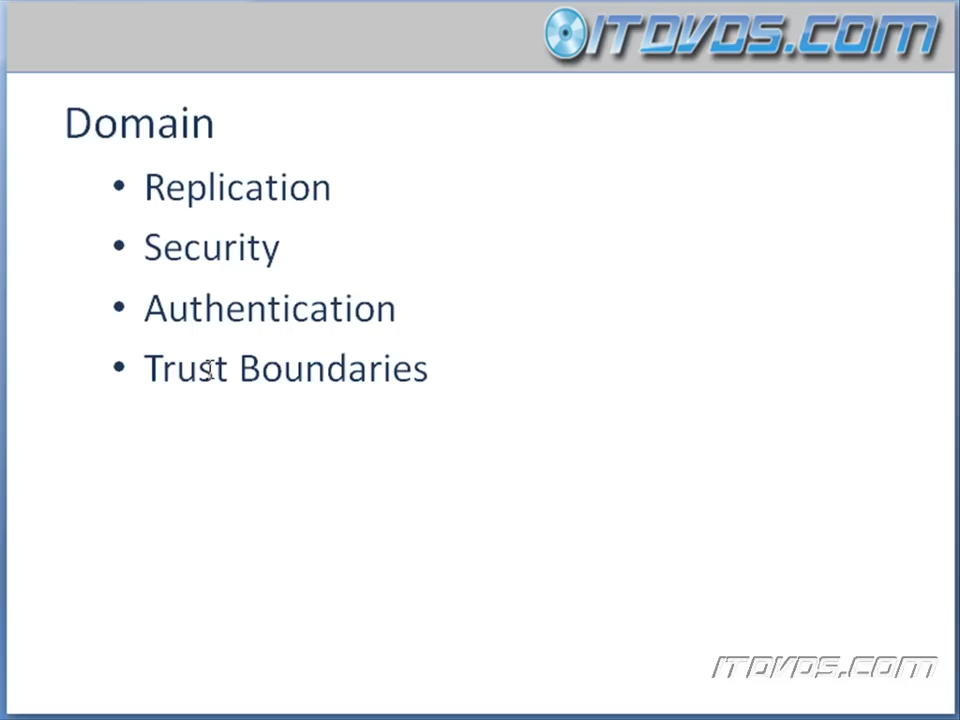 ITDVDS.COM
Domain
• Replication
• Security
• Authentication
• Trust Boundaries
ITDVDS.COM